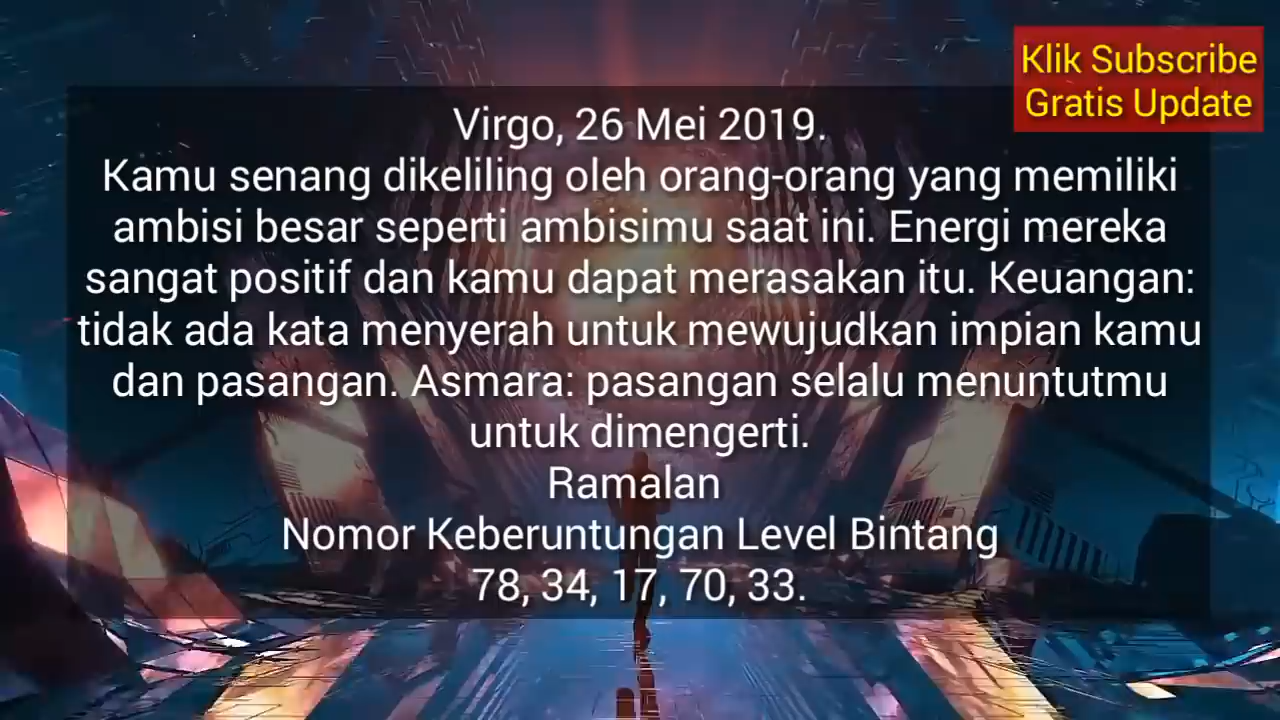 Klik Subscribe
Gratis Update
Virgo, 26 Mei 2019.
Kamu senang dikeliling oleh orang-orang yang memiliki
ambisi besar seperti ambisimu saat ini. Energi mereka
sangat positif dan kamu dapat merasakan itu. Keuangan:
tidak ada kata menyerah untuk mewujudkan impian kamu
dan pasangan. Asmara: pasangan selalu menuntutmu
untuk dimengerti.
Ramalan
Nomor Keberuntungan Level Bintang
78, 34, 17, 70, 33.